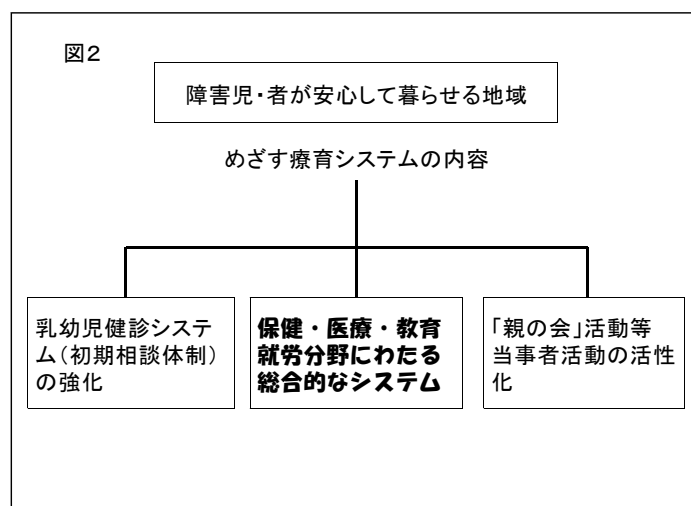 図2
障害児・者が安心して暮らせる地域
めざす療育システムの内容
乳幼児健診システ
ム(初期相談体制)
の強化
保健・医療・教育
就労分野にわたる
総合的なシステム
「親の会」活動等
当事者活動の活性
化